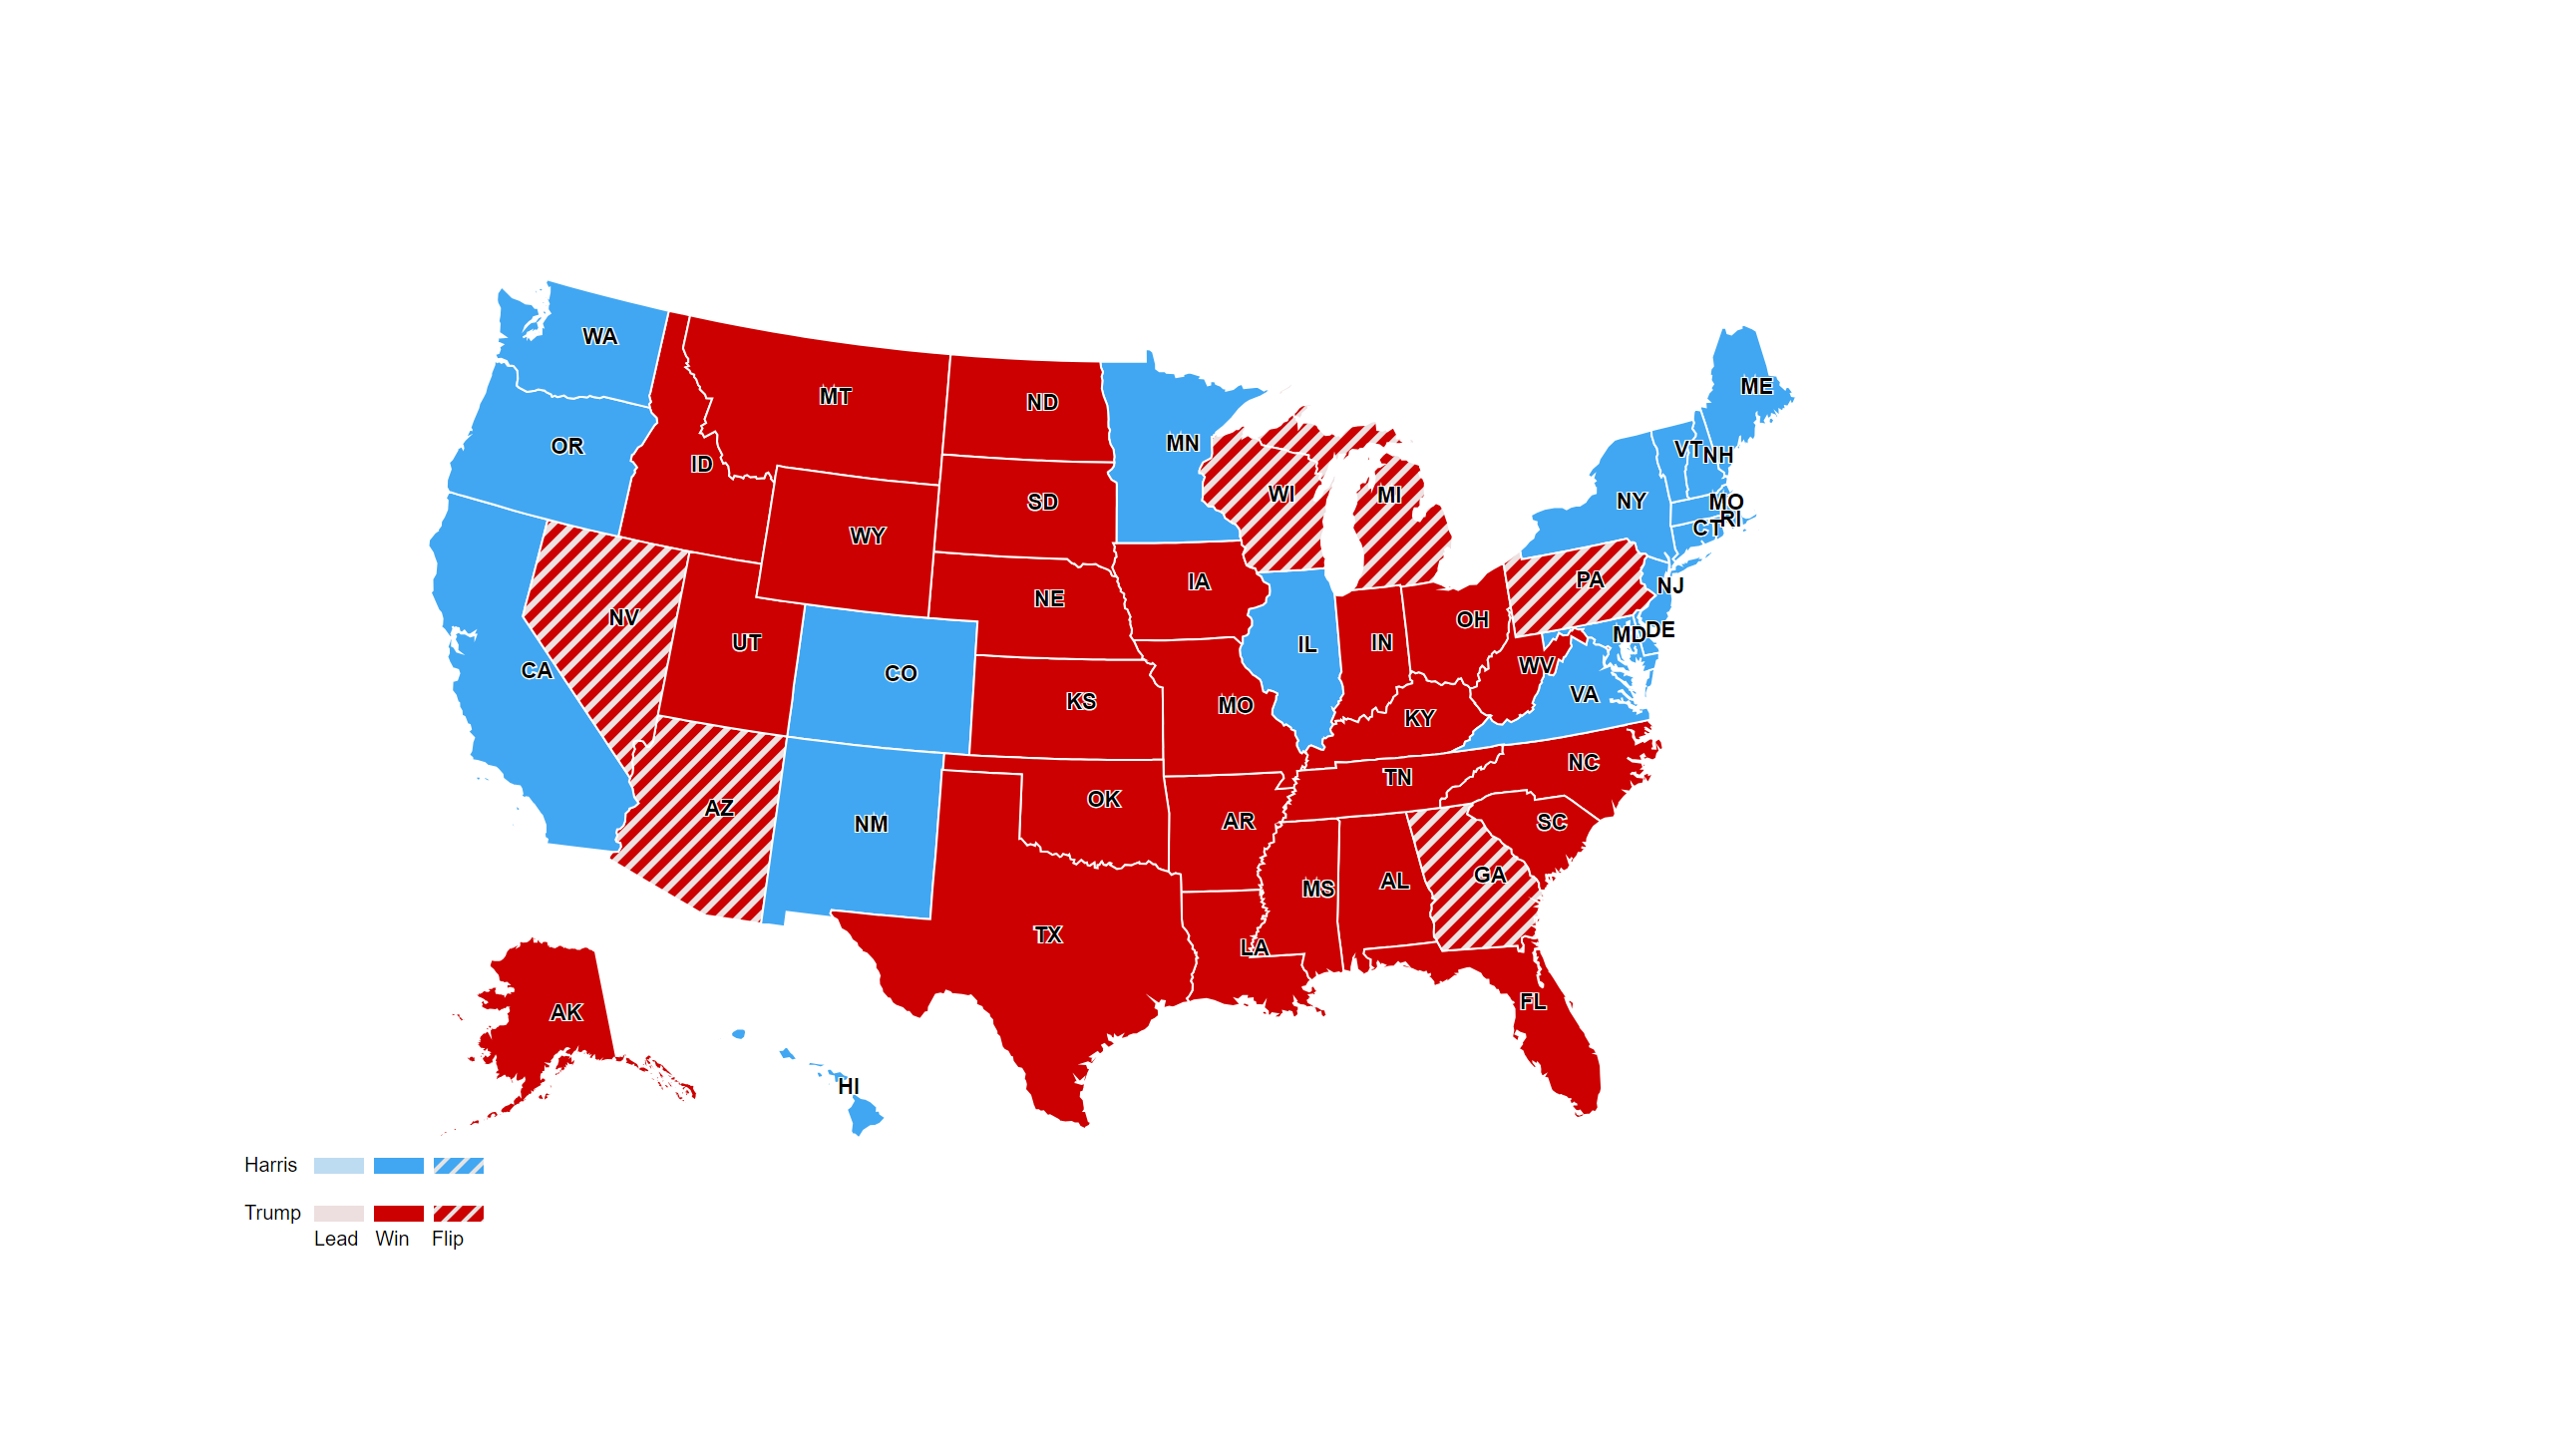 WA
ME
MT
ND
MN
OR
VT
NH
ID
SD
WI
MI
NY
MO
RI
CT
WY
IA
PA
NJ
NE
NV
OH
MD
DE
UT
IN
IL
WV
CA
CO
VA
KS
MO
KY
NC
TN
OK
AZ
NM
AR
SC
GA
MS
AL
TX
LA
FL
AK
HI
Harris
Trump
Lead Win Flip